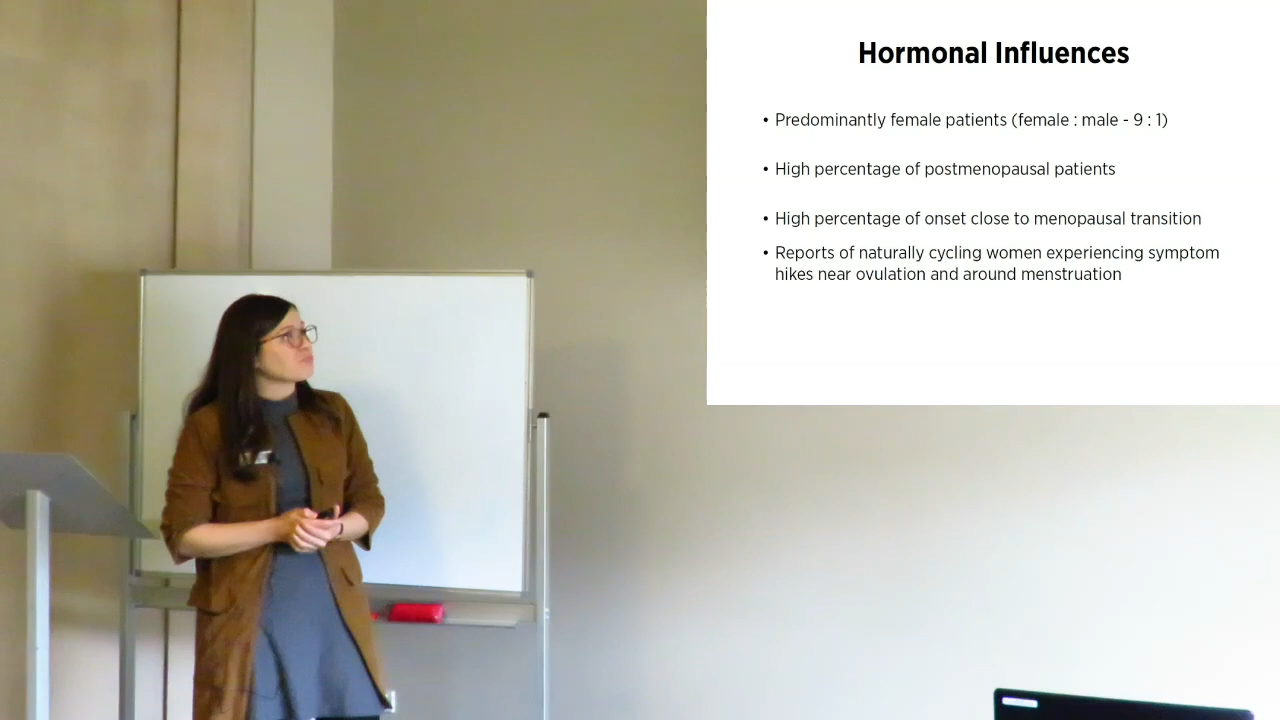 Hormonal Influences
• Predominantly female patients (female : male - 9 : 1)
• High percentage of postmenopausal patients
• High percentage of onset close to menopausal transition
• Reports of naturally cycling women experiencing symptom
hikes near ovulation and around menstruation